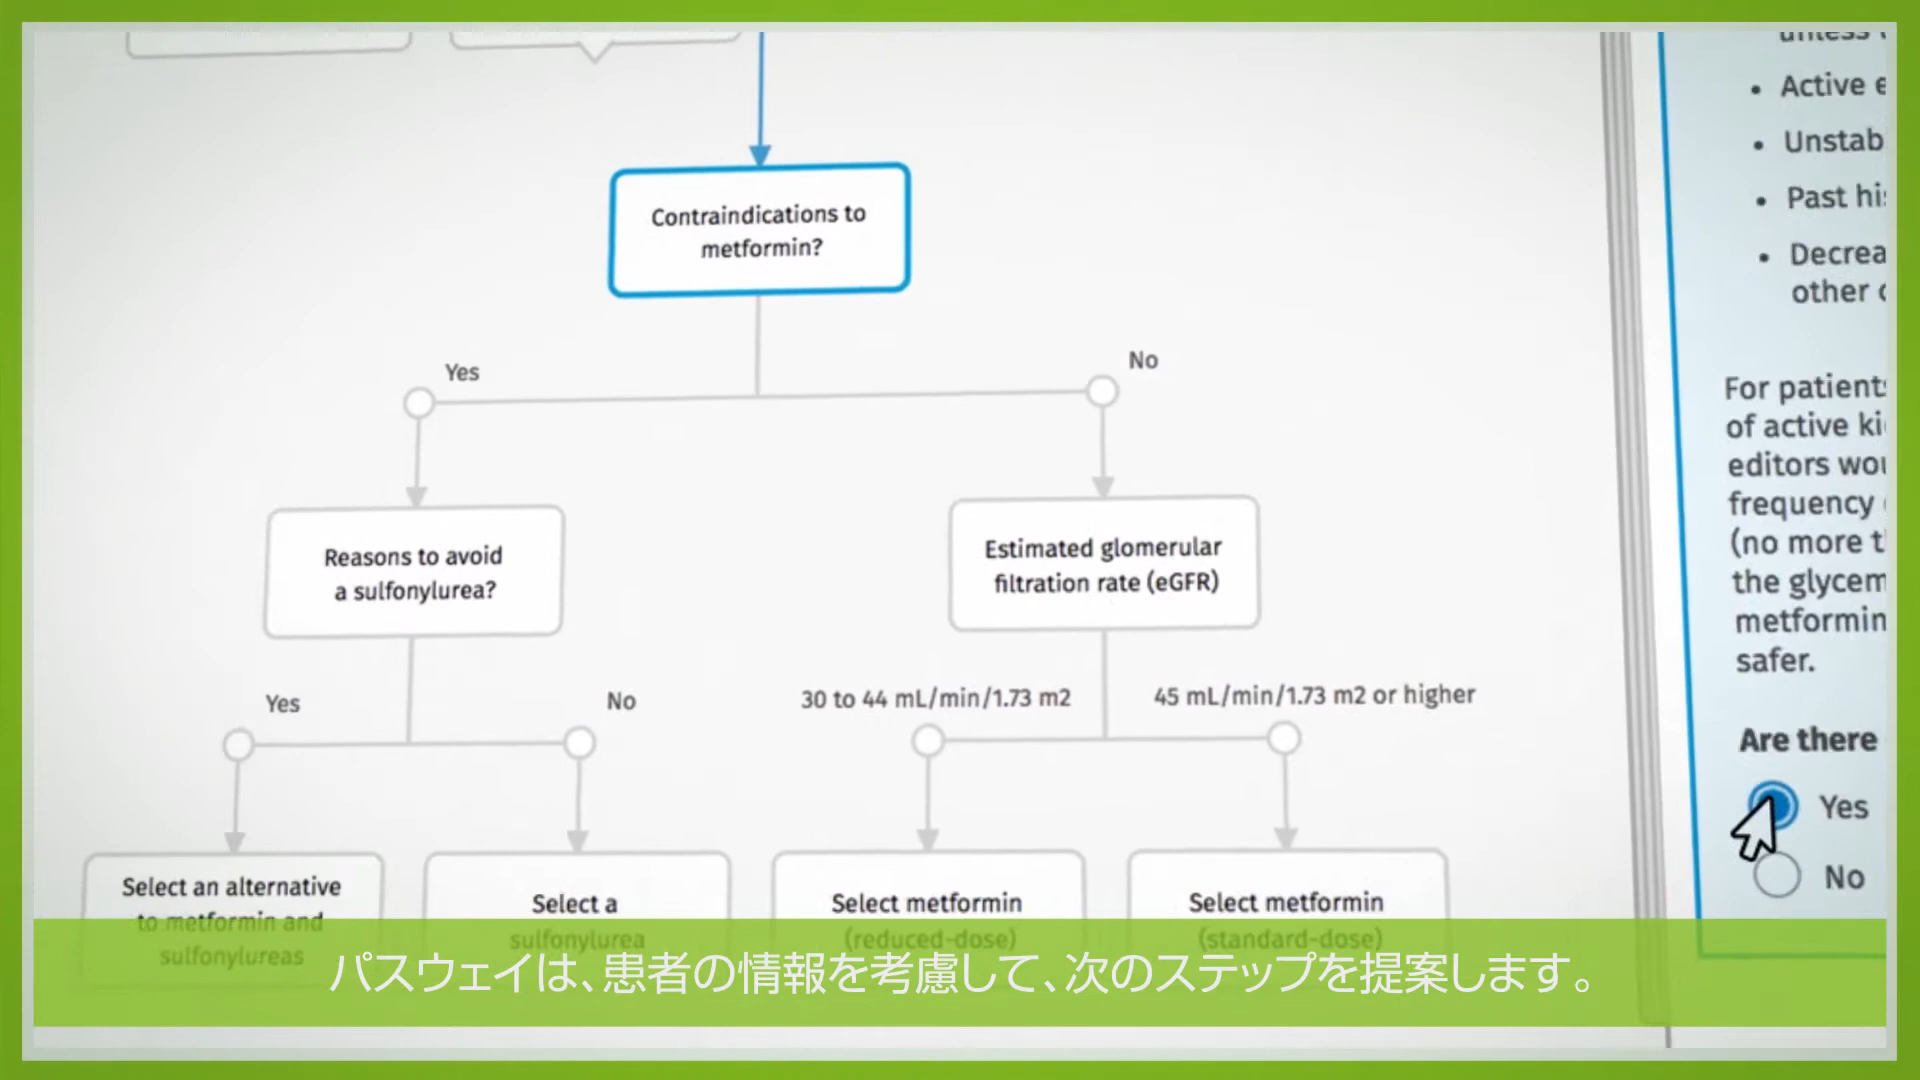 Contraindications to
metformin?
Yes
No
Reasons to avoid
a sulfonylurea?
Estimated glomerular
filtration rate (eGFR)
Yes
No
30 to 44 mL/min/1.73 m2
45 mL/min/1.73 m2 or higher
Select an alternative
to metformin and
sulfonylureas
Select a
sulfonylurea
Select metformin
(reduced-dose)
Select metformin
(standard-dose)
• Active
• Unstab
• Past
• Decrea
other
For patients
of active
editors
frequency
(no more
the glycem
metformin
safer.
Are there
Yes
No
パスウェイは、患者の情報を考慮して、次のステップを提案します。